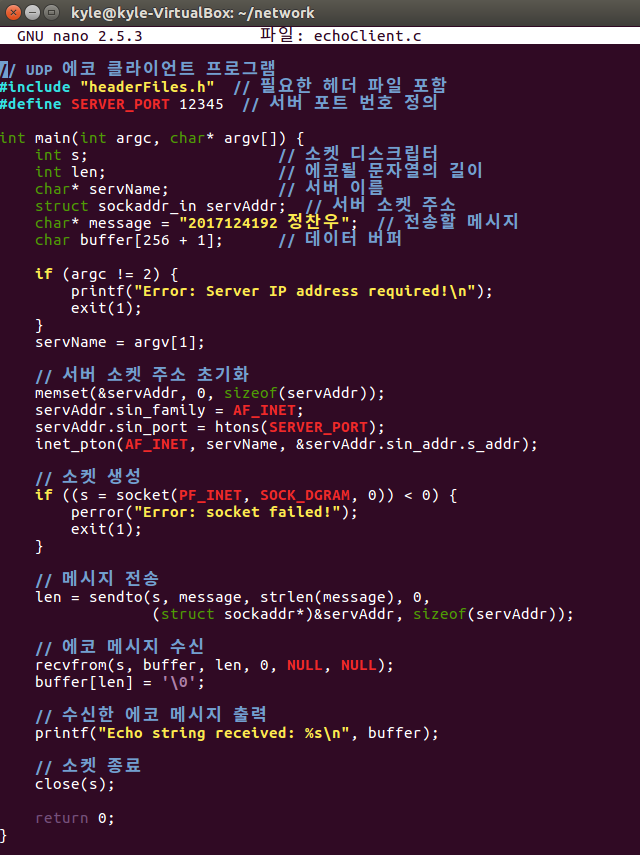 kyle@kyle-VirtualBox: ~/network
GNU nano 2.5.3 파일: echoClient.c
// UDP 에코 클라이언트 프로그램
#include "headerFiles.h" // 필요한 헤더 파일 포함
#define SERVER_PORT 12345 // 서버 포트 번호 정의
int main(int argc, char* argv[]) {
int s; // 소켓 디스크립터
int len; // 에코될 문자열의 길이
char* servName; // 서버 이름
struct sockaddr_in servAddr; // 서버 소켓 주소
char* message = "2017124192 정찬우"; // 전송할 메시지
char buffer[256 + 1]; // 데이터 버퍼
if (argc != 2) {
printf("Error: Server IP address required!\n");
exit(1);
}
servName = argv[1];
// 서버 소켓 주소 초기화
memset(&servAddr, 0, sizeof(servAddr));
servAddr.sin_family = AF_INET;
servAddr.sin_port = htons(SERVER_PORT);
inet_pton(AF_INET, servName, &servAddr.sin_addr.s_addr);
// 소켓 생성
if ((s = socket(PF_INET, SOCK_DGRAM, 0)) < 0) {
perror("Error: socket failed!");
exit(1);
}
// 메시지 전송
len = sendto(s, message, strlen(message), 0,
(struct sockaddr*)&servAddr, sizeof(servAddr));
// 에코 메시지 수신
recvfrom(s, buffer, len, 0, NULL, NULL);
buffer[len] = '\0';
// 수신한 에코 메시지 출력
printf("Echo string received: %s\n", buffer);
// 소켓 종료
close(s);
return 0;
}